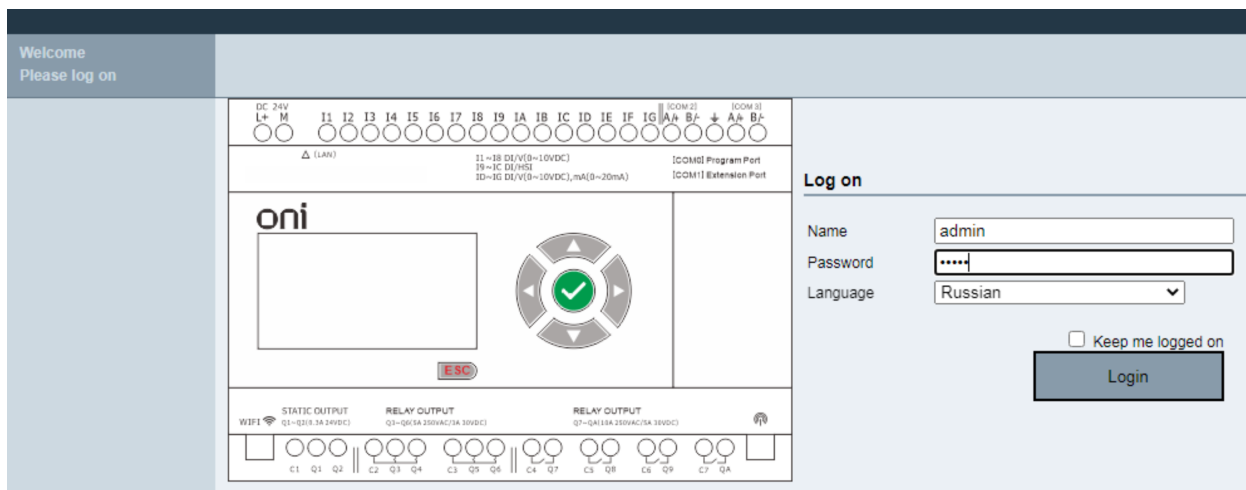 Welcome
Please log on
DC 24V [COM 2] [COM 3]
L+ M I1 I2 I3 I4 I5 I6 I7 I8 I9 IA IB IC ID IE IF IG A/+ B/- A/+ B/-
(LAN)
I1~I8 DI/V(0~10VDC) [COM0] Program Port
I9~IC DI/HSI
ID~IG DI/V(0~10VDC),mA(0~20mA) [COM1] Extension Port
oni
ESC
STATIC OUTPUT RELAY OUTPUT RELAY OUTPUT
WIFI Q1~Q2(0.3A 24VDC) Q3~Q6(5A 250VAC/3A 30VDC) Q7~QA(10A 250VAC/5A 30VDC)
C1 Q1 Q2 C2 Q3 Q4 C3 Q5 Q6 C4 Q7 C5 Q8 C6 Q9 C7 QA
Log on
Name admin
Password •••••
Language Russian
Keep me logged on
Login